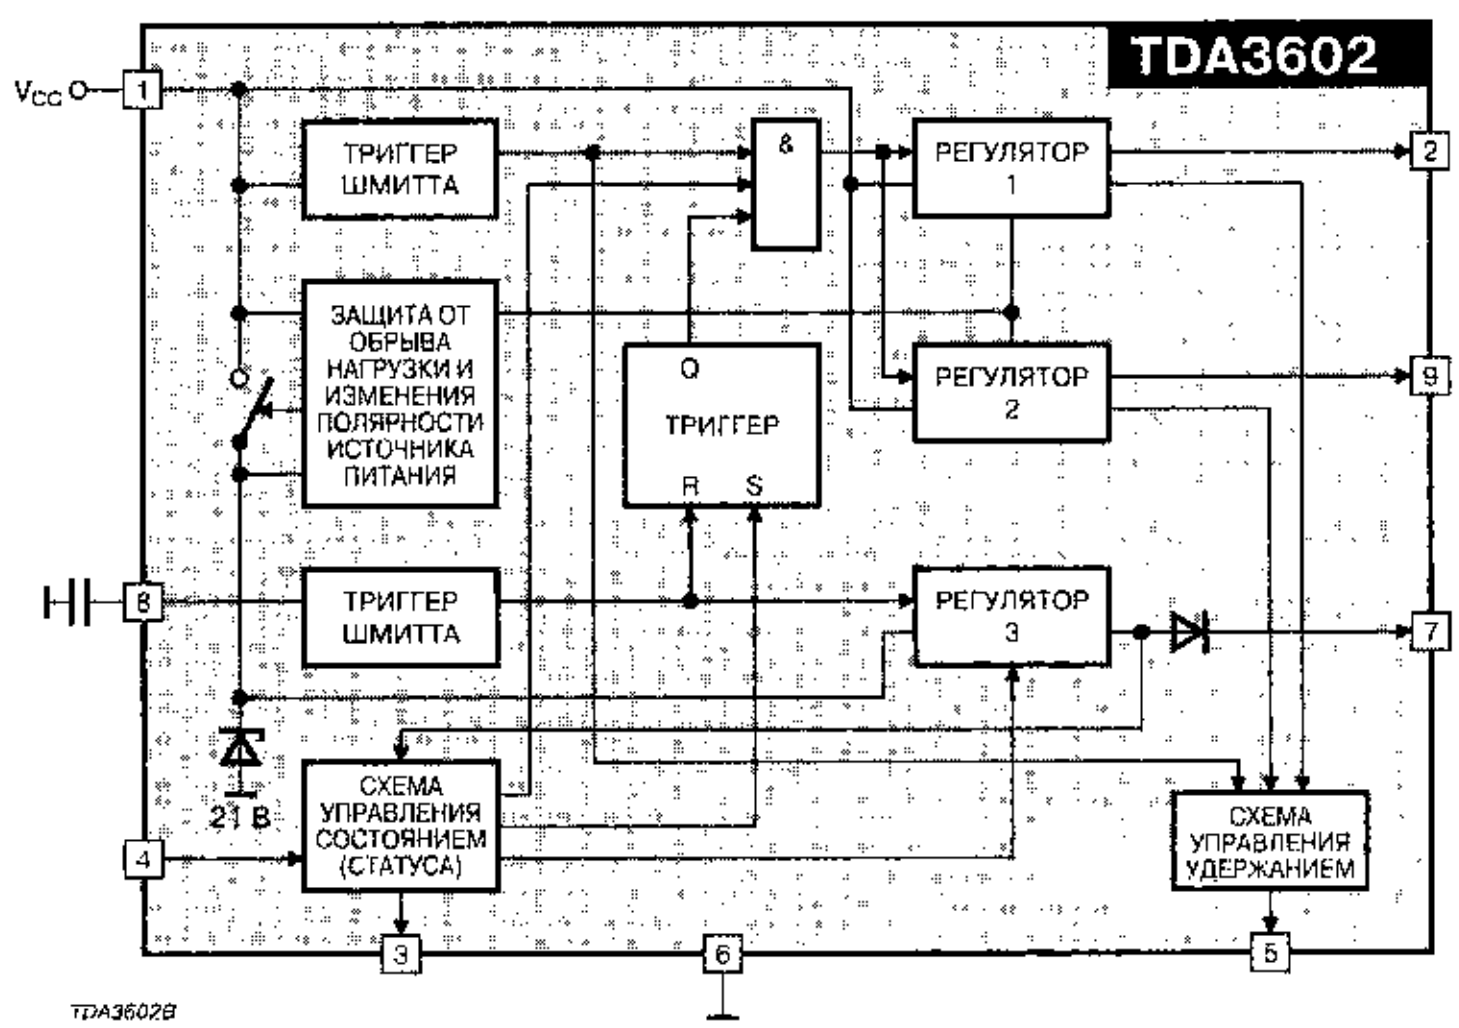 TDA3602
VCC 1
ТРИГГЕР
ШМИТТА
&
РЕГУЛЯТОР
1
2
ЗАЩИТА ОТ
ОБРЫВА
НАГРУЗКИ И
ИЗМЕНЕНИЯ
ПОЛЯРНОСТИ
ИСТОЧНИКА
ПИТАНИЯ
Q
ТРИГГЕР
R S
РЕГУЛЯТОР
2
9
8
ТРИГГЕР
ШМИТТА
РЕГУЛЯТОР
3
7
21 В
СХЕМА
УПРАВЛЕНИЯ
СОСТОЯНИЕМ
(СТАТУСА)
4
СХЕМА
УПРАВЛЕНИЯ
УДЕРЖАНИЕМ
3
6
5
TDA3602B